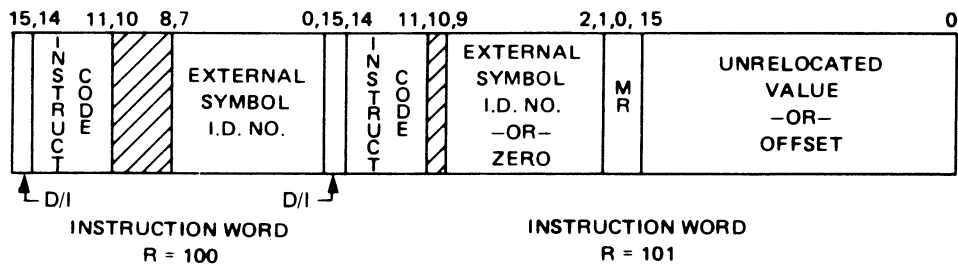 15,14 11,10 8,7 0,15,14 11,10,9 2,1,0, 15 0
INSTRUCT
CODE
EXTERNAL
SYMBOL
I.D. NO.
INSTRUCT
CODE
EXTERNAL
SYMBOL
I.D. NO.
–OR–
ZERO
MR
UNRELOCATED
VALUE
–OR–
OFFSET
D/I
D/I
INSTRUCTION WORD
R = 100
INSTRUCTION WORD
R = 101